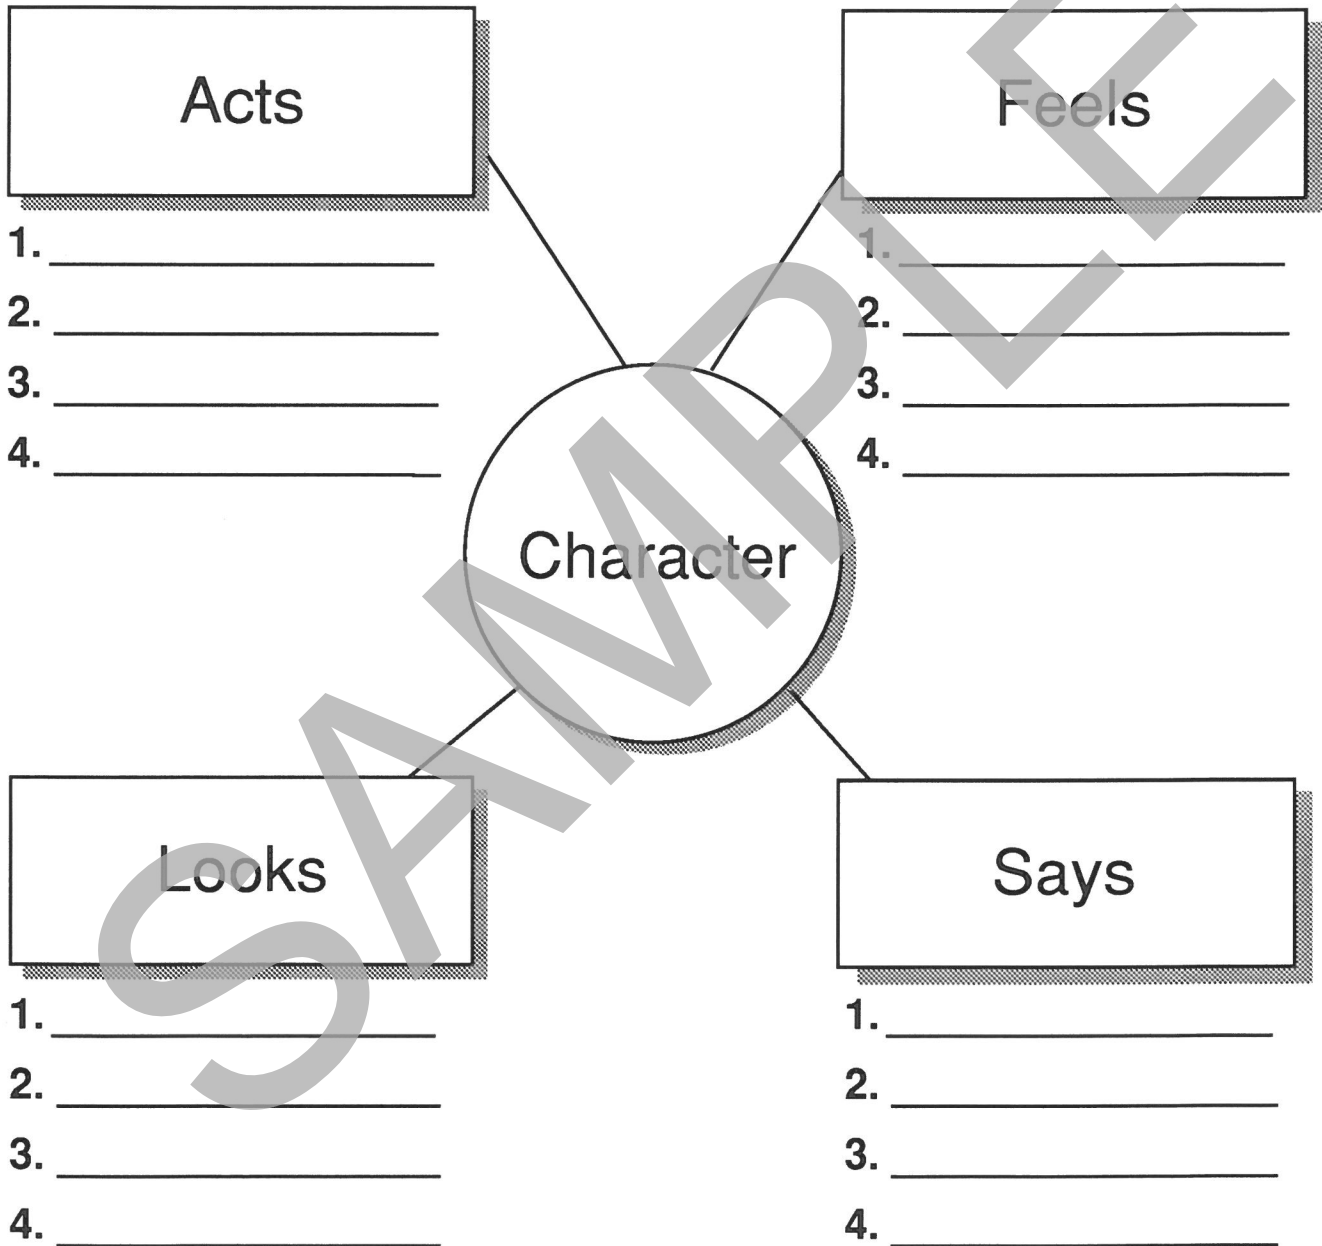 Acts
1.
2.
3.
4.
Feels
1.
2.
3.
4.
Character
Looks
1.
2.
3.
4.
Says
1.
2.
3.
4.
SAMPLE